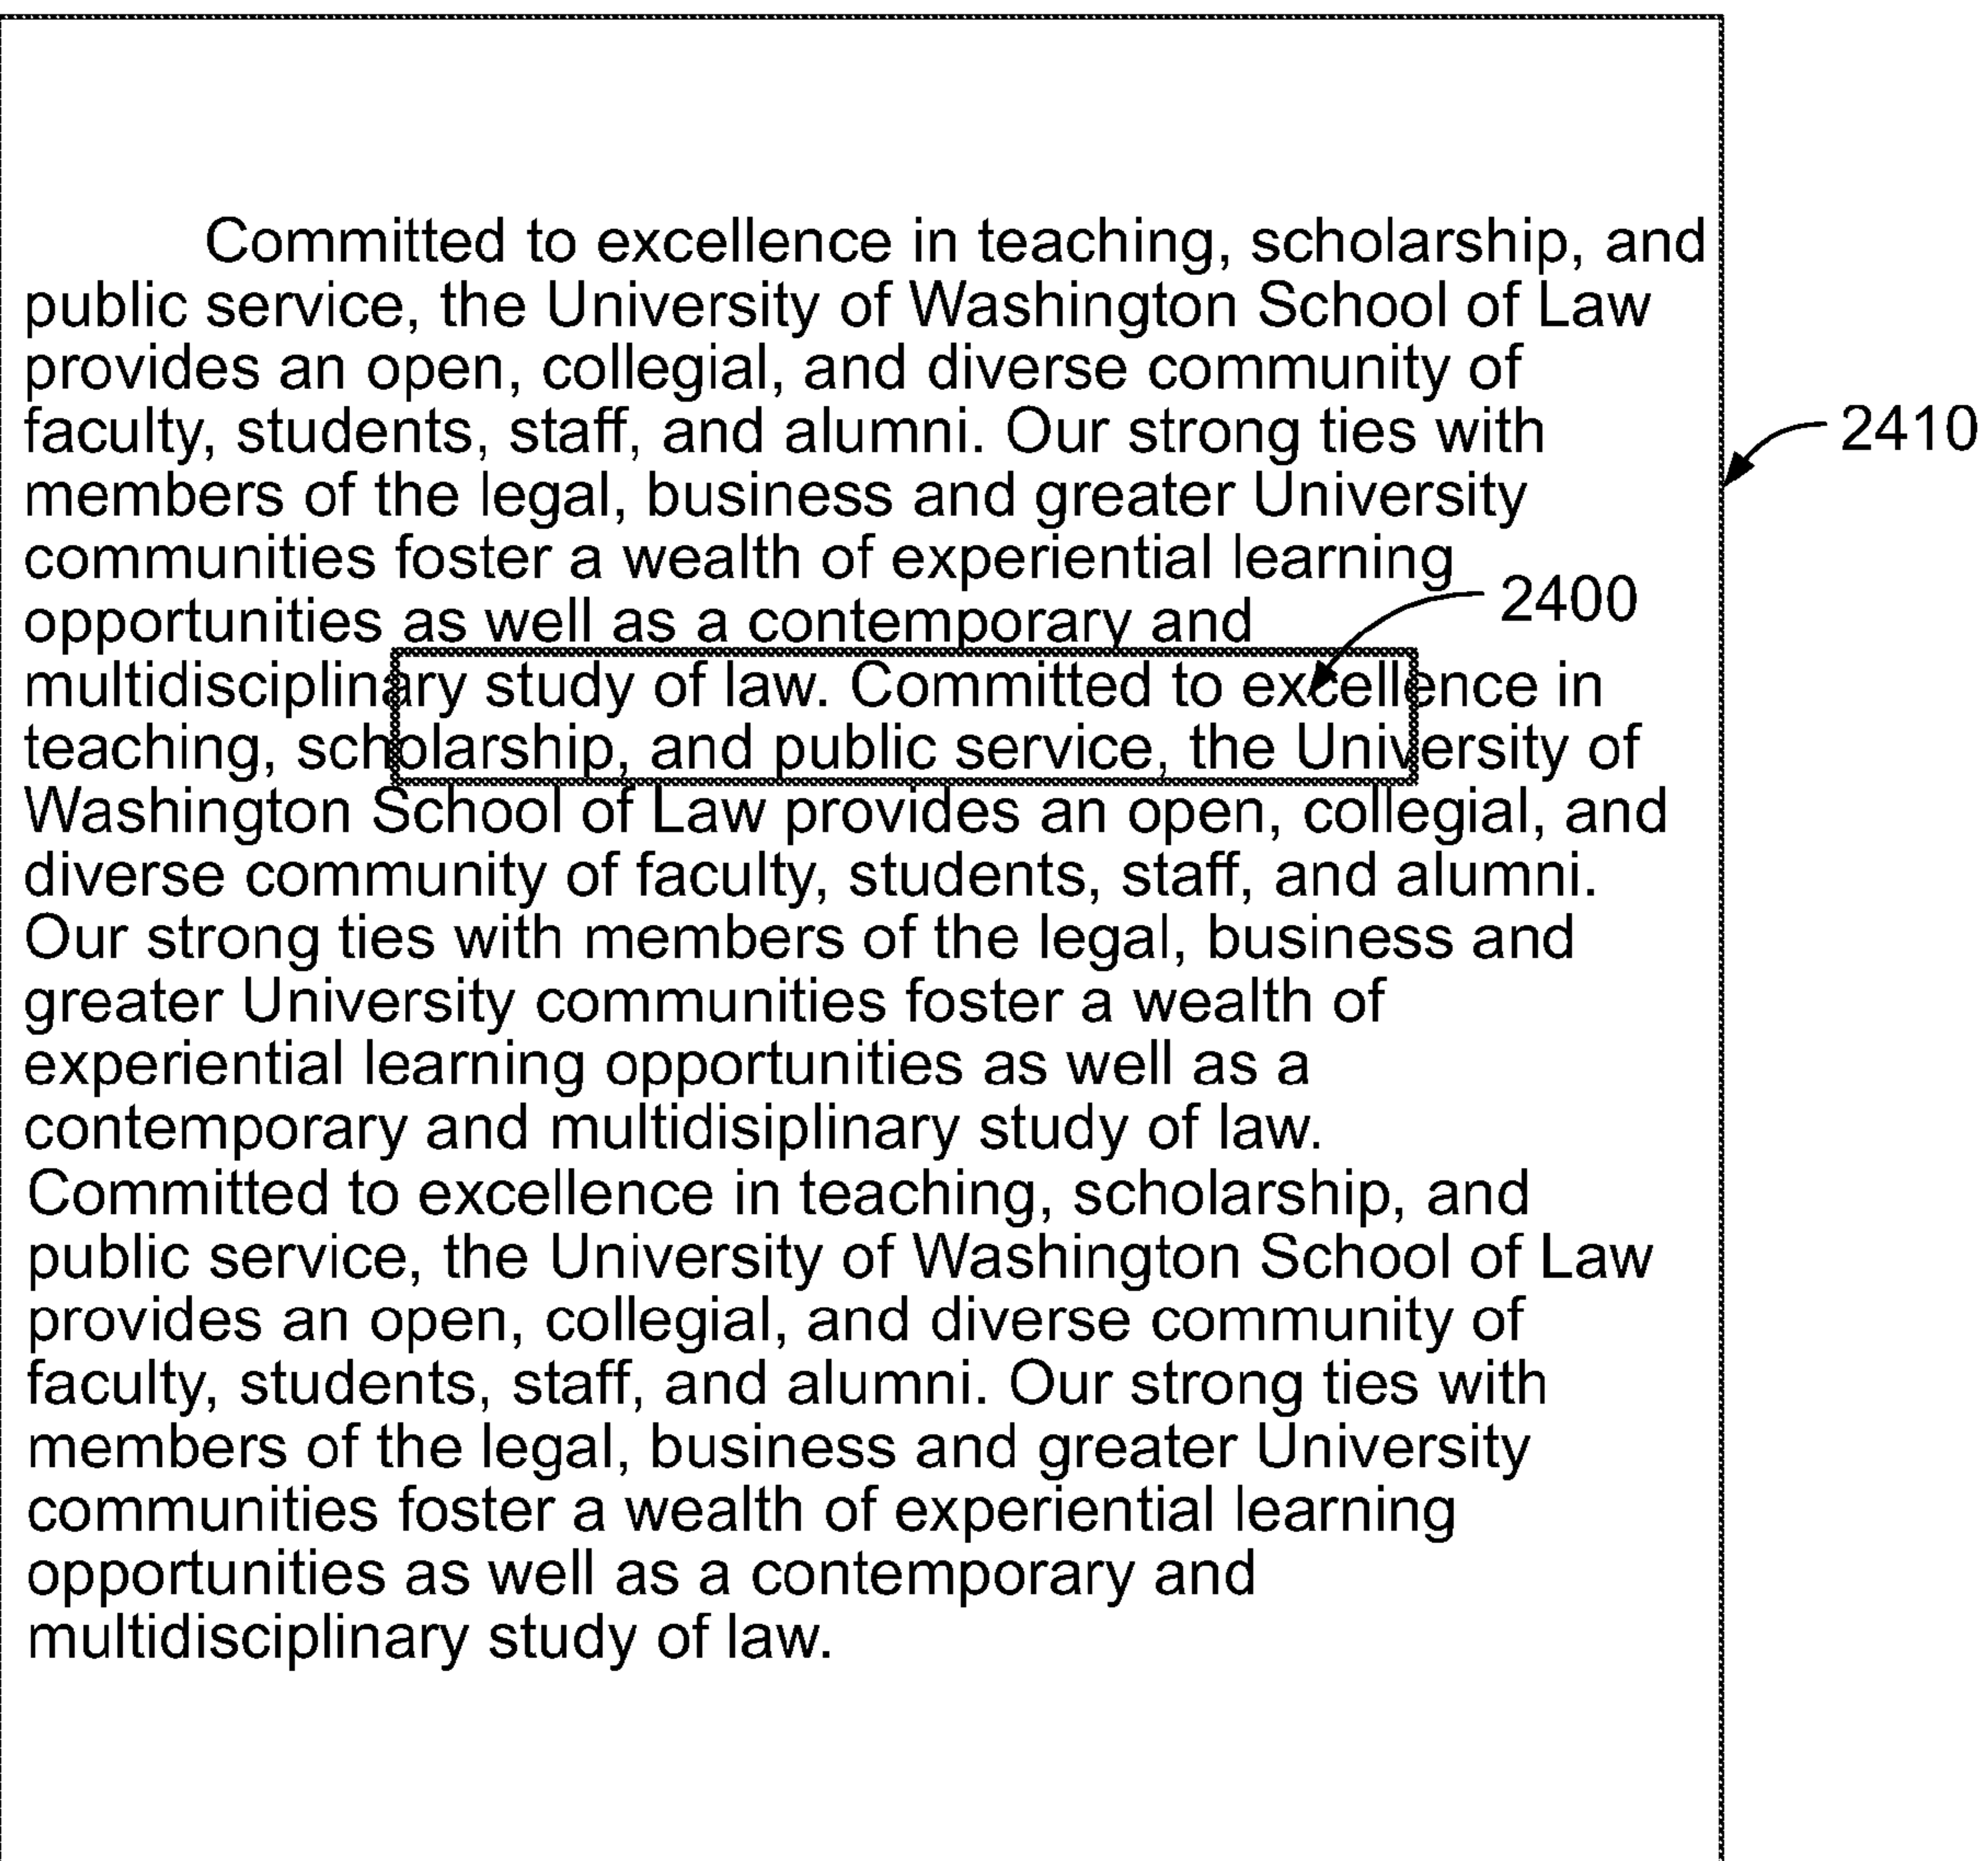 Committed to excellence in teaching, scholarship, and
public service, the University of Washington School of Law
provides an open, collegial, and diverse community of
faculty, students, staff, and alumni. Our strong ties with
2410
members of the legal, business and greater University
communities foster a wealth of experiential learning
2400
opportunities as well as a contemporary and
multidisciplinary study of law. Committed to excellence in
teaching, scholarship, and public service, the University of
Washington School of Law provides an open, collegial, and
diverse community of faculty, students, staff, and alumni.
Our strong ties with members of the legal, business and
greater University communities foster a wealth of
experiential learning opportunities as well as a
contemporary and multidisiplinary study of law.
Committed to excellence in teaching, scholarship, and
public service, the University of Washington School of Law
provides an open, collegial, and diverse community of
faculty, students, staff, and alumni. Our strong ties with
members of the legal, business and greater University
communities foster a wealth of experiential learning
opportunities as well as a contemporary and
multidisciplinary study of law.